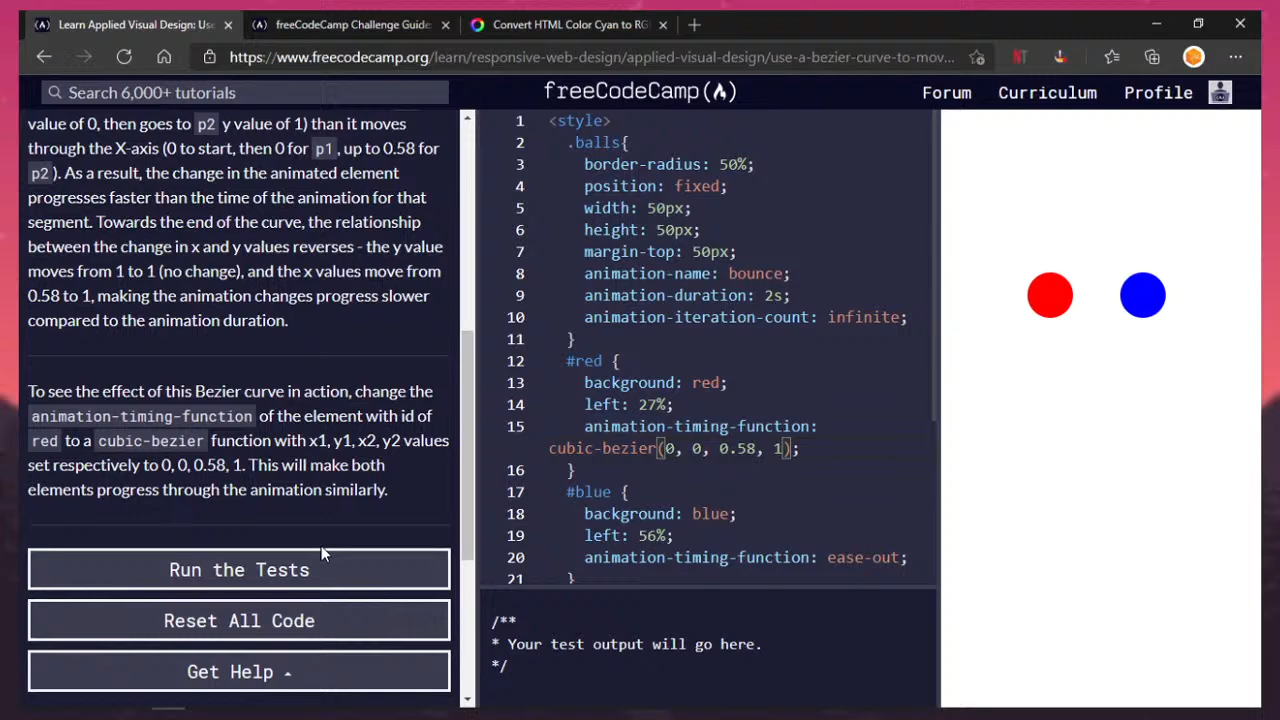 Learn Applied Visual Design: Use
freeCodeCamp Challenge Guide:
Convert HTML Color Cyan to RG
https://www.freecodecamp.org/learn/responsive-web-design/applied-visual-design/use-a-bezier-curve-to-mov...
Search 6,000+ tutorials
freeCodeCamp
Forum
Curriculum
Profile
value of 0, then goes to p2 y value of 1) than it moves
through the X-axis (0 to start, then 0 for p1, up to 0.58 for
p2). As a result, the change in the animated element
progresses faster than the time of the animation for that
segment. Towards the end of the curve, the relationship
between the change in x and y values reverses - the y value
moves from 1 to 1 (no change), and the x values move from
0.58 to 1, making the animation changes progress slower
compared to the animation duration.
To see the effect of this Bezier curve in action, change the
animation-timing-function of the element with id of
red to a cubic-bezier function with x1, y1, x2, y2 values
set respectively to 0, 0, 0.58, 1. This will make both
elements progress through the animation similarly.
Run the Tests
Reset All Code
Get Help
1 <style>
2 .balls{
3 border-radius: 50%;
4 position: fixed;
5 width: 50px;
6 height: 50px;
7 margin-top: 50px;
8 animation-name: bounce;
9 animation-duration: 2s;
10 animation-iteration-count: infinite;
11 }
12 #red {
13 background: red;
14 left: 27%;
15 animation-timing-function:
cubic-bezier(0, 0, 0.58, 1);
16 }
17 #blue {
18 background: blue;
19 left: 56%;
20 animation-timing-function: ease-out;
21 }
/**
* Your test output will go here.
*/